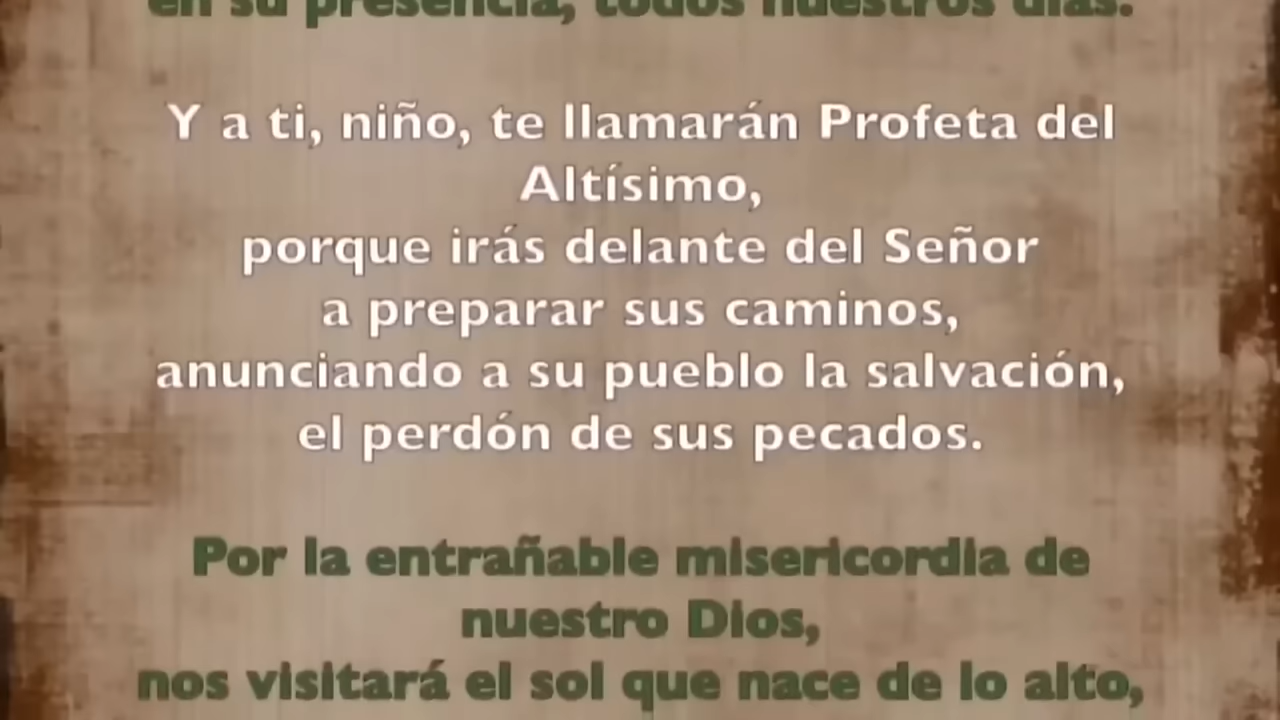 en su presencia, todos nuestros días.
Y a ti, niño, te llamarán Profeta del
Altísimo,
porque irás delante del Señor
a preparar sus caminos,
anunciando a su pueblo la salvación,
el perdón de sus pecados.
Por la entrañable misericordia de
nuestro Dios,
nos visitará el sol que nace de lo alto,